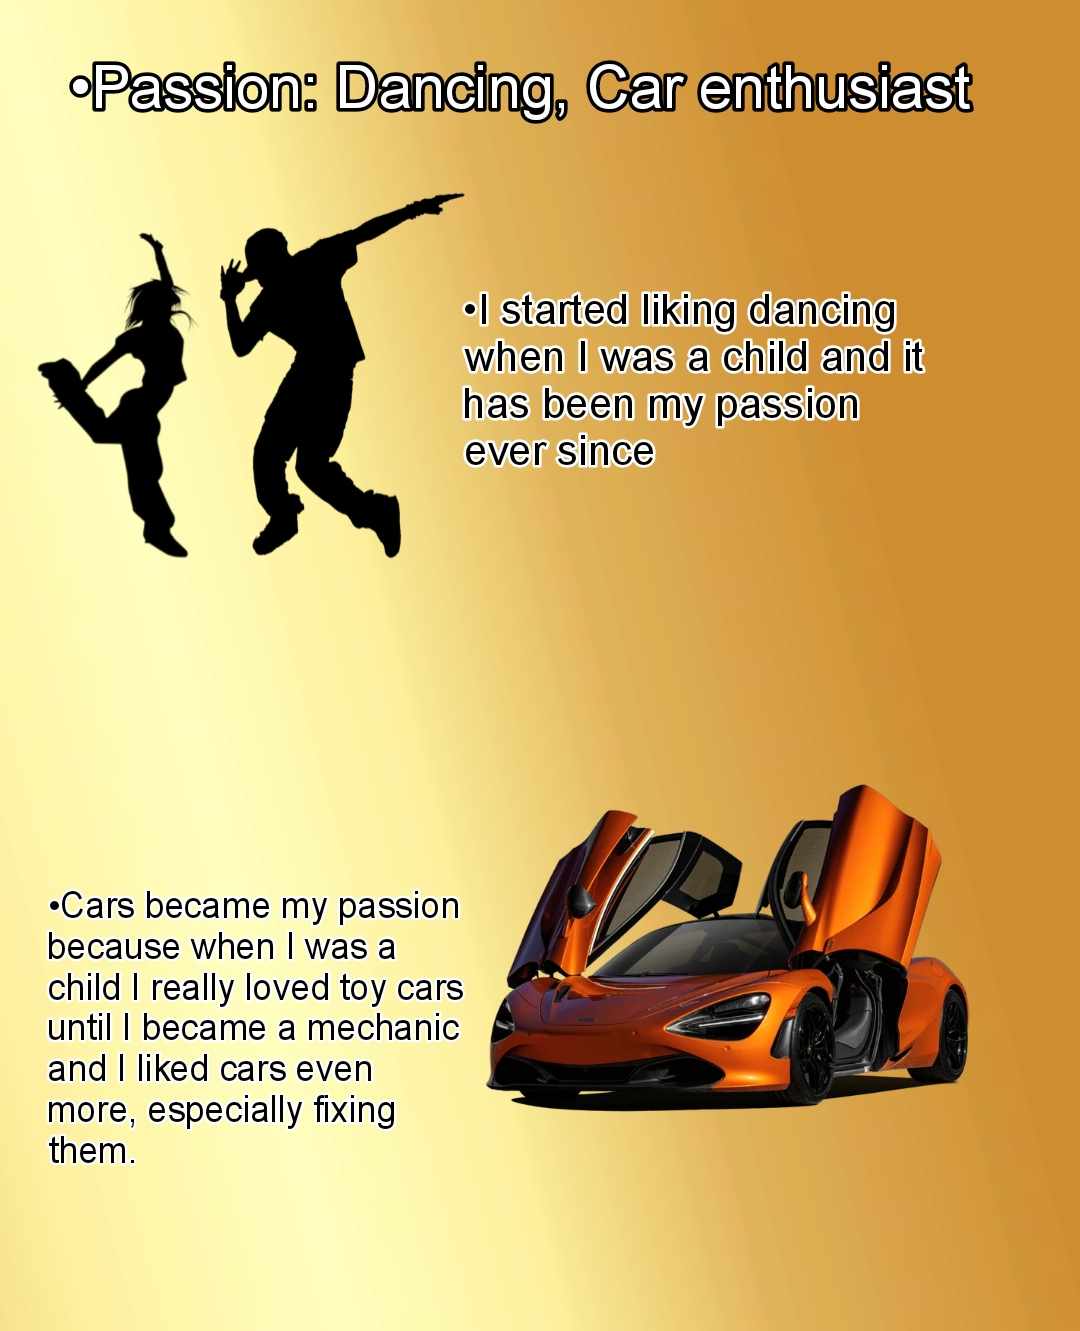 •Passion: Dancing, Car enthusiast
•I started liking dancing
when I was a child and it
has been my passion
ever since
•Cars became my passion
because when I was a
child I really loved toy cars
until I became a mechanic
and I liked cars even
more, especially fixing
them.